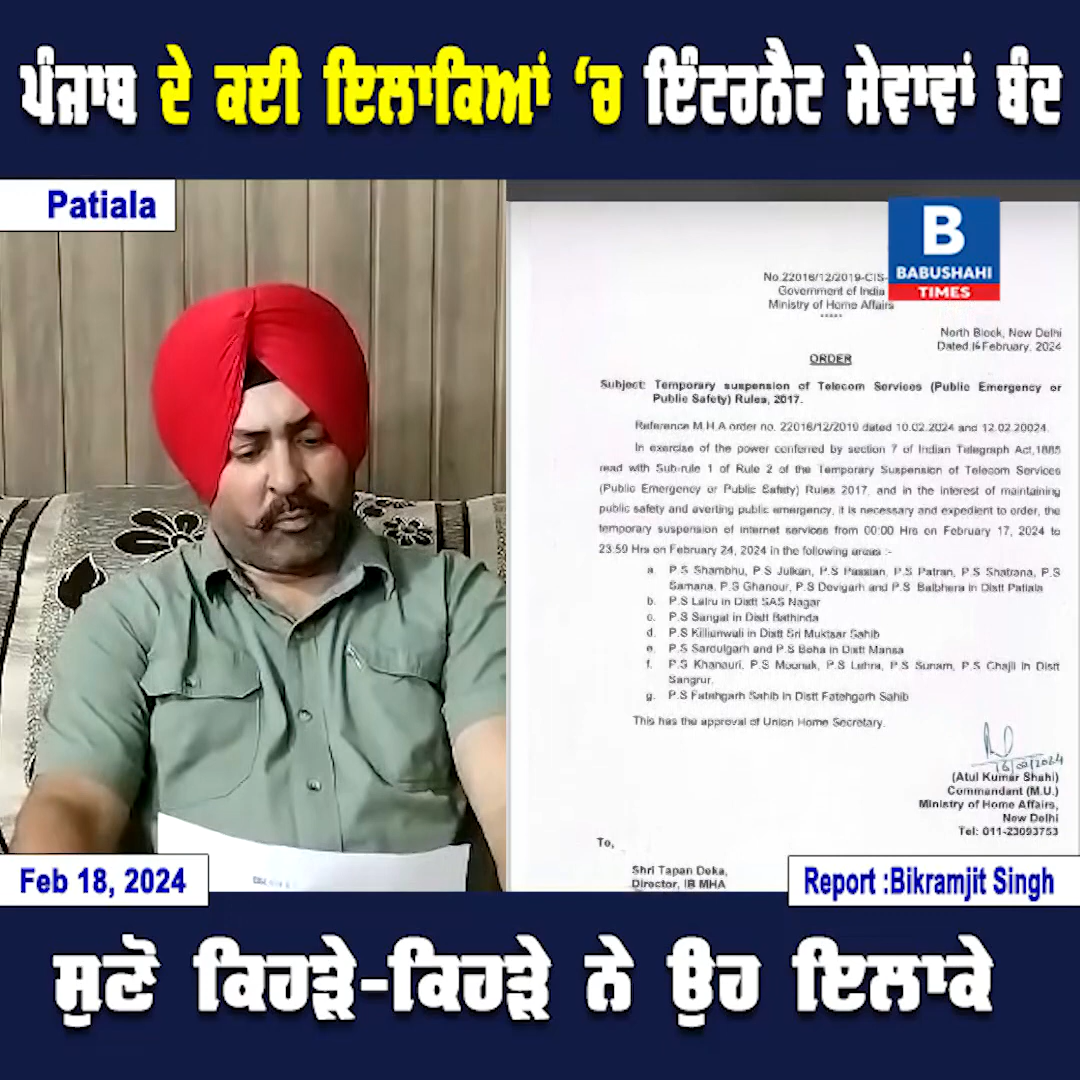 ਪੰਜਾਬ ਦੇ ਕਈ ਇਲਾਕਿਆਂ 'ਚ ਇੰਟਰਨੈਟ ਸੇਵਾਵਾਂ ਬੰਦ
Patiala
B
BABUSHAHI
TIMES
No.22016/12/2019-CIS-
Government of India
Ministry of Home Affairs
*****
North Block, New Delhi
Dated 16 February, 2024
ORDER
Subject: Temporary suspension of Telecom Services (Public Emergency or
Public Safety) Rules, 2017.
Reference M.H.A order no. 22016/12/2019 dated 10.02.2024 and 12.02.20024.
In exercise of the power conferred by section 7 of Indian Telegraph Act,1885
read with Sub-rule 1 of Rule 2 of the Temporary Suspension of Telecom Services
(Public Emergency or Public Safety) Rules 2017, and in the interest of maintaining
public safety and averting public emergency, it is necessary and expedient to order, the
temporary suspension of internet services from 00:00 Hrs on February 17, 2024 to
23:59 Hrs on February 24, 2024 in the following areas :-
a. P.S Shambhu, P.S Julkan, P.S Passian, P.S Patran, P.S Shatrana, P.S
Samana, P.S Ghanour, P.S Devigarh and P.S Balbhera in Distt Patiala
b. P.S Lalru in Distt SAS Nagar
c. P.S Sangat in Distt Bathinda
d. P.S Killianwali in Distt Sri Muktsar Sahib
e. P.S Sardulgarh and P.S Boha in Distt Mansa
f. P.S Khanauri, P.S Moonak, P.S Lehra, P.S Sunam, P.S Chajli in Distt
Sangrur.
g. P.S Fatehgarh Sahib in Distt Fatehgarh Sahib
This has the approval of Union Home Secretary.
16/02/2024
(Atul Kumar Shahi)
Commandant (M.U.)
Ministry of Home Affairs,
New Delhi
Tel: 011-23093753
To,
Shri Tapan Deka,
Director, IB MHA
Feb 18, 2024
Report :Bikramjit Singh
ਸੁਣੋ ਕਿਹੜੇ-ਕਿਹੜੇ ਨੇ ਉਹ ਇਲਾਕੇ